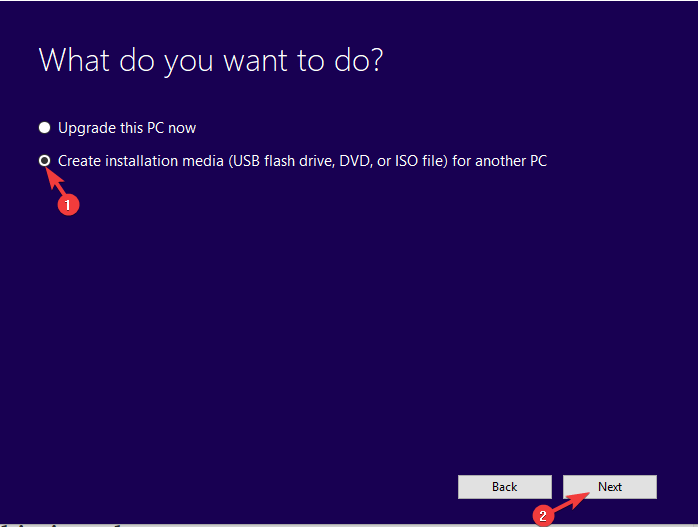 What do you want to do?
Upgrade this PC now
Create installation media (USB flash drive, DVD, or ISO file) for another PC
1
Back
Next
2